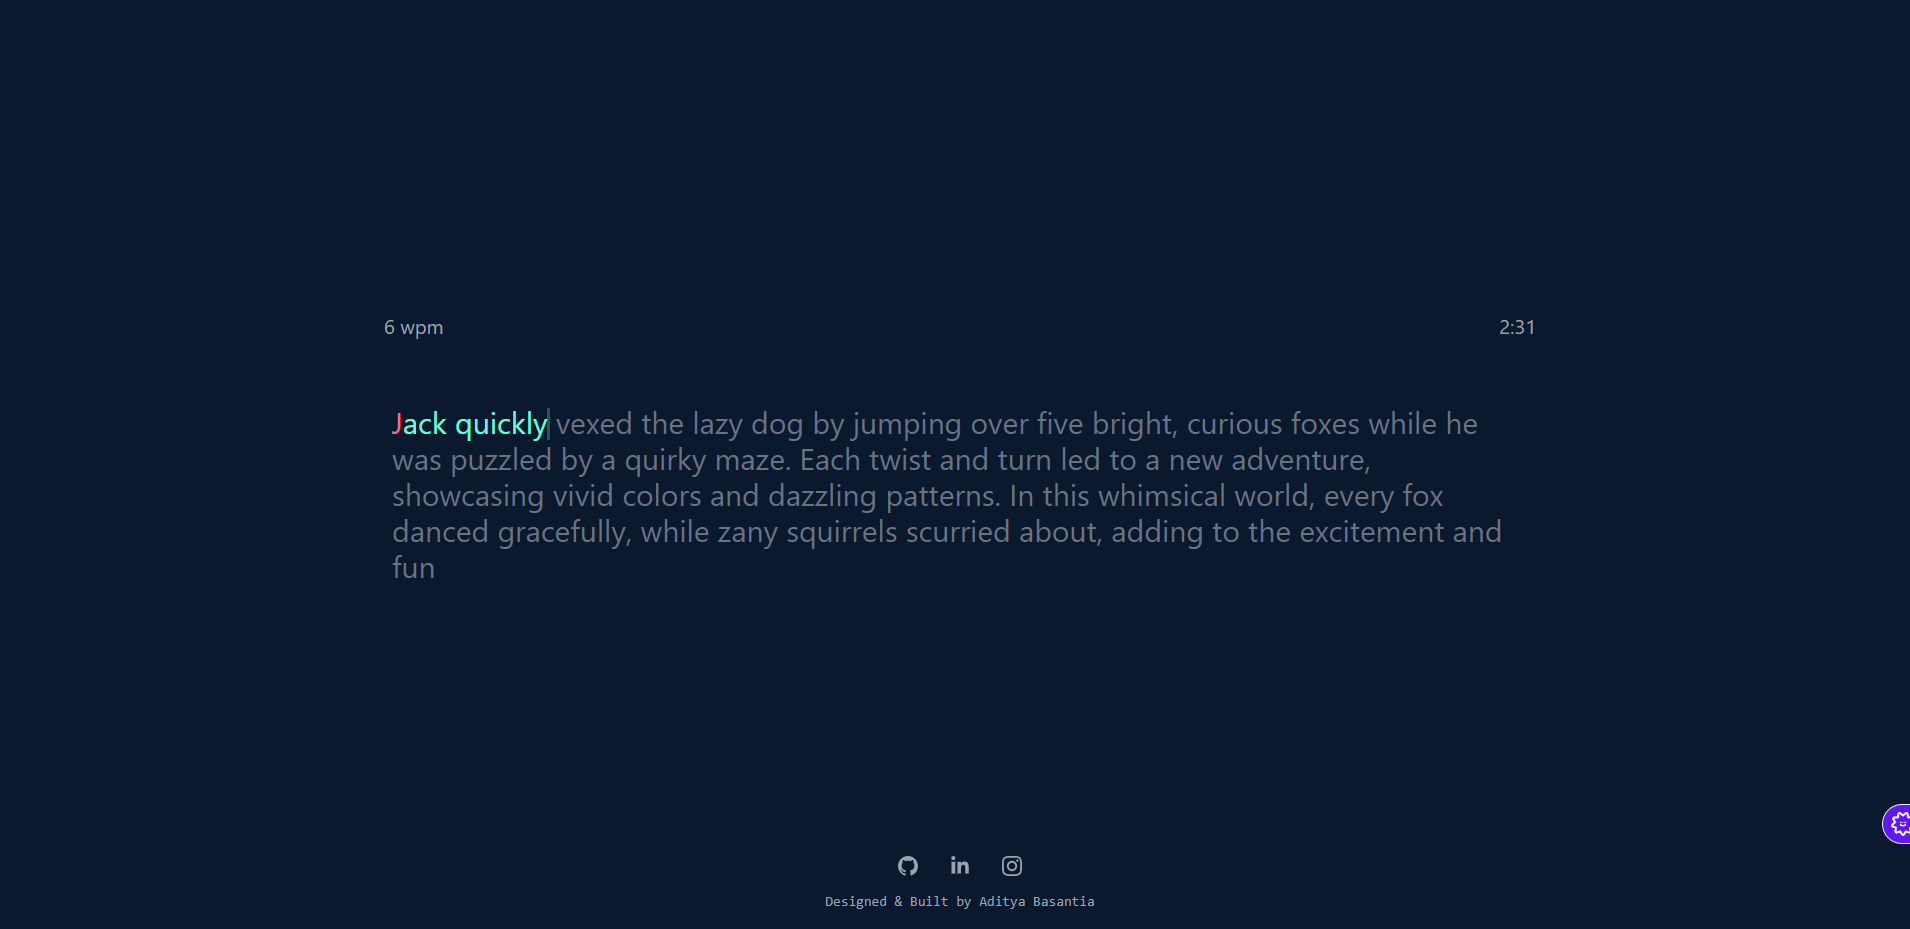 6 wpm
2:31
Jack quickly vexed the lazy dog by jumping over five bright, curious foxes while he
was puzzled by a quirky maze. Each twist and turn led to a new adventure,
showcasing vivid colors and dazzling patterns. In this whimsical world, every fox
danced gracefully, while zany squirrels scurried about, adding to the excitement and
fun
in
Designed & Built by Aditya Basantia